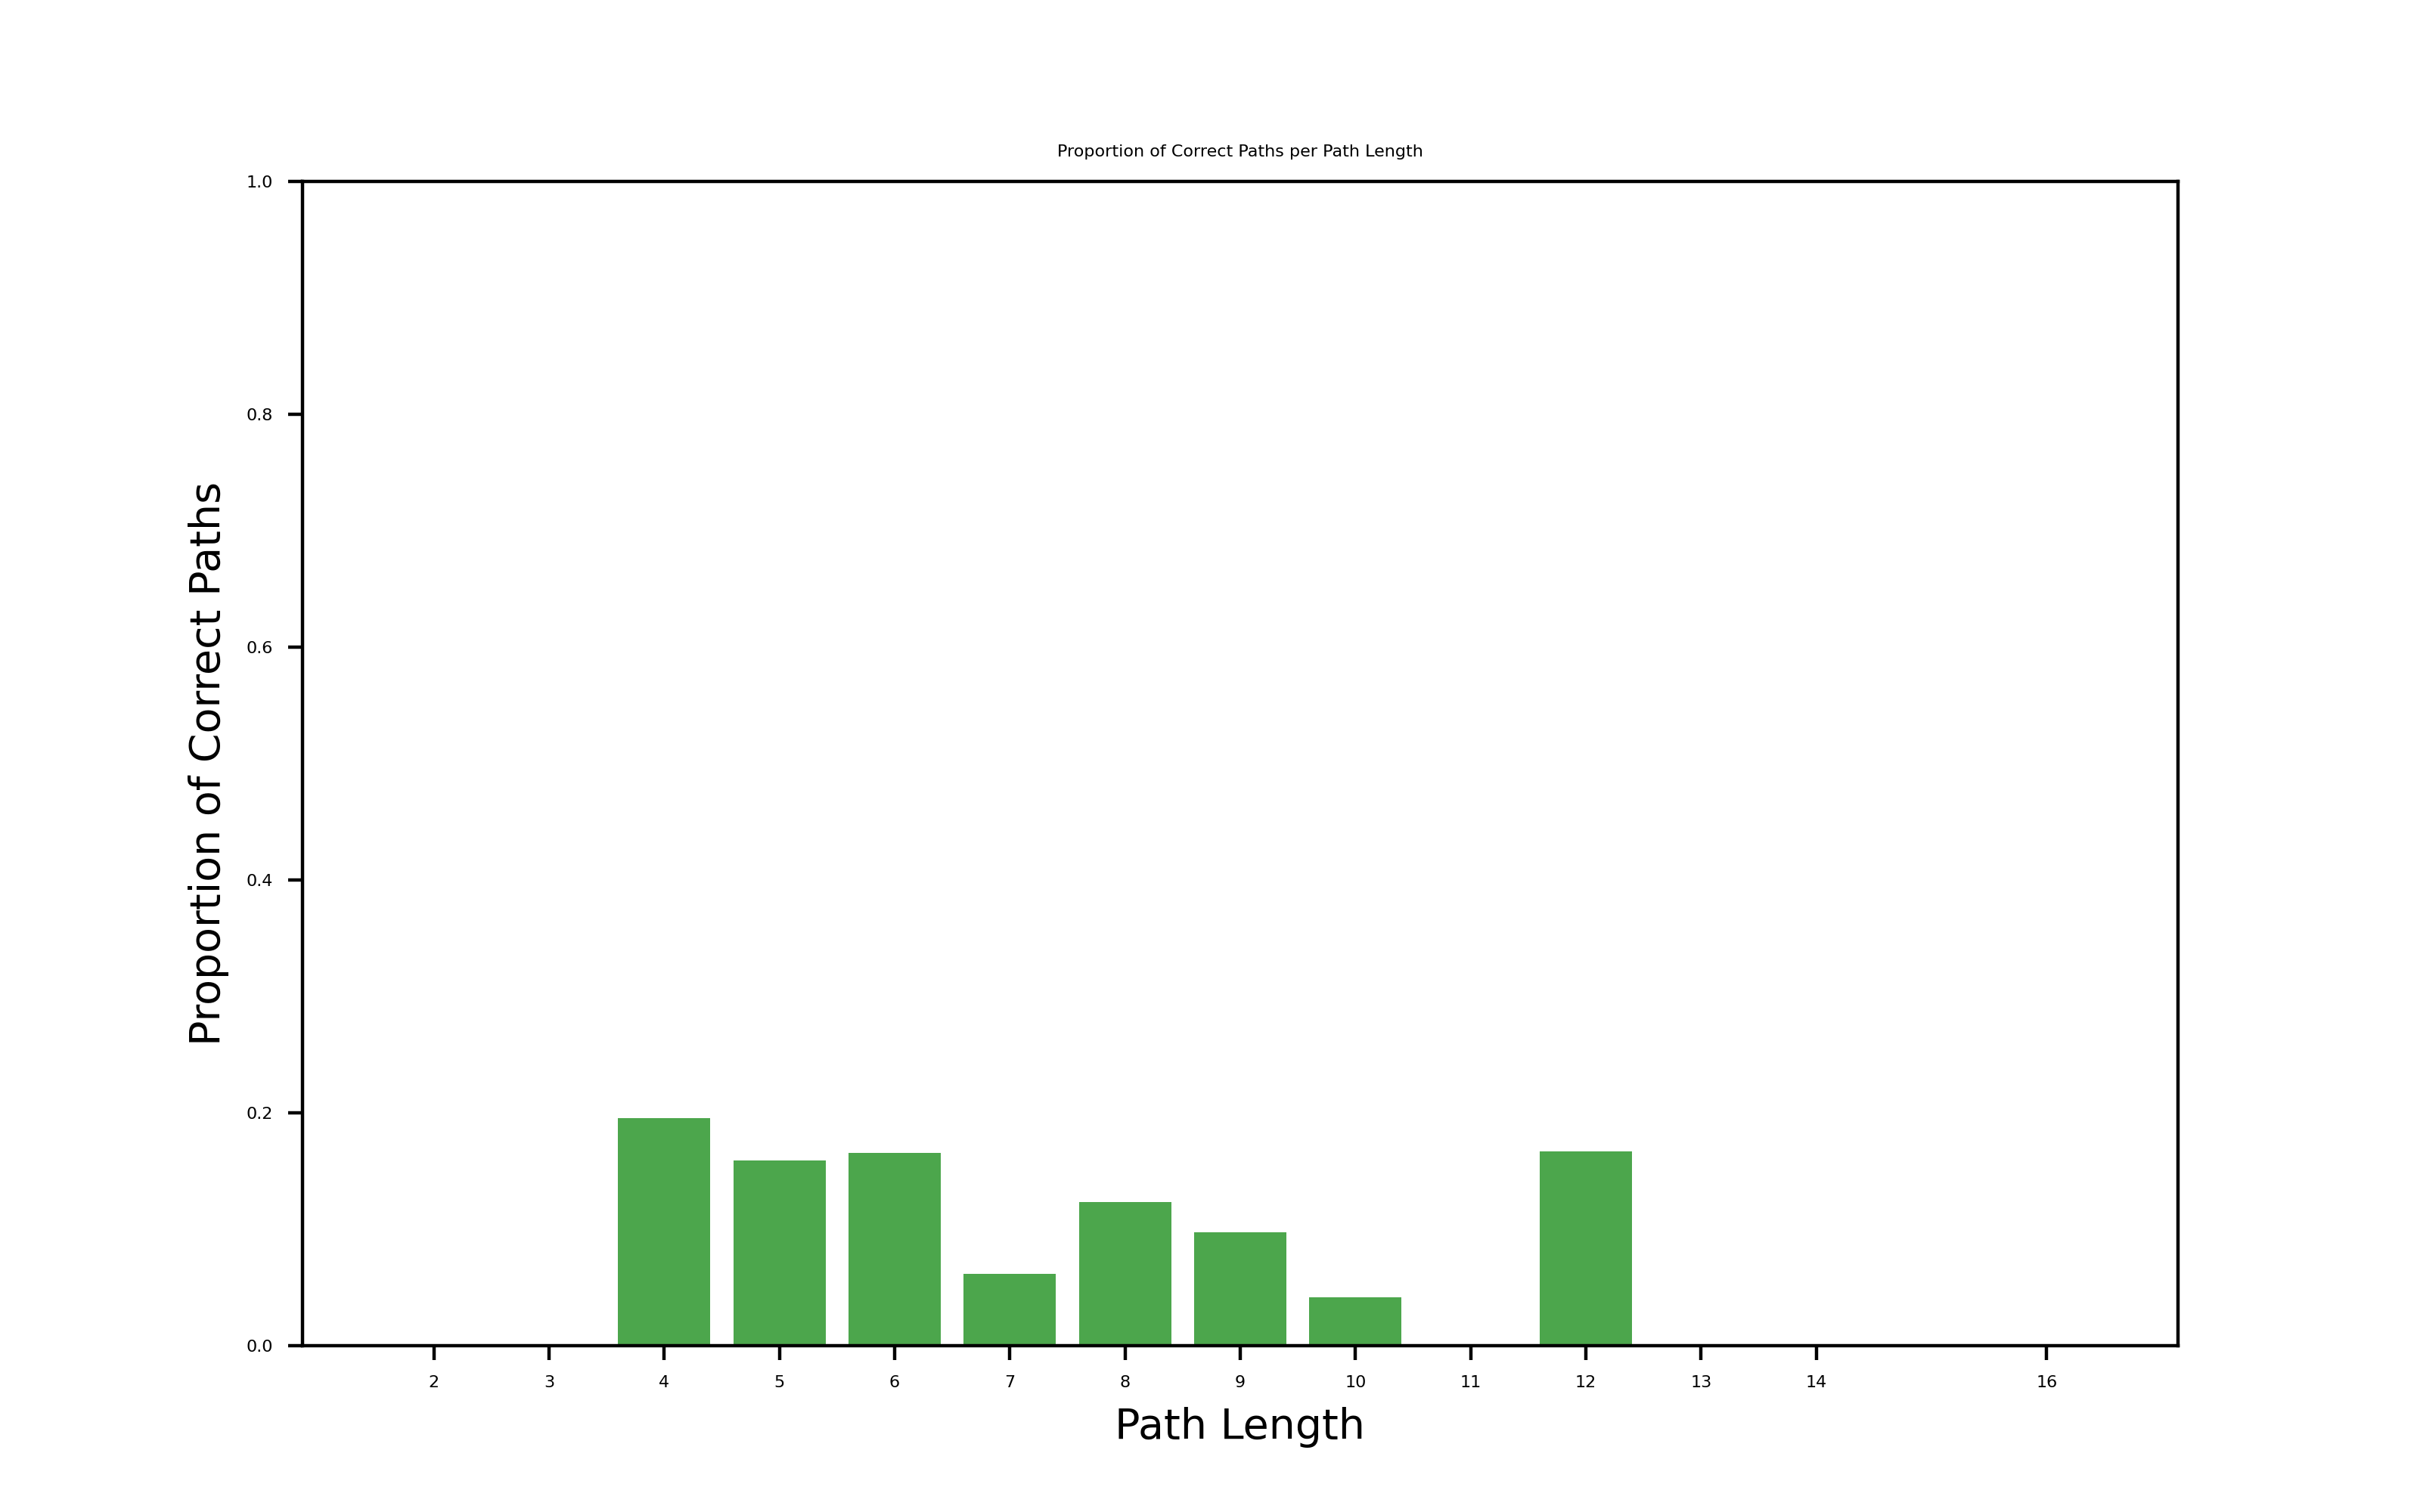 Proportion of Correct Paths per Path Length
1.0
0.8
0.6
0.4
0.2
0.0
Proportion of Correct Paths
2 3 4 5 6 7 8 9 10 11 12 13 14 16
Path Length